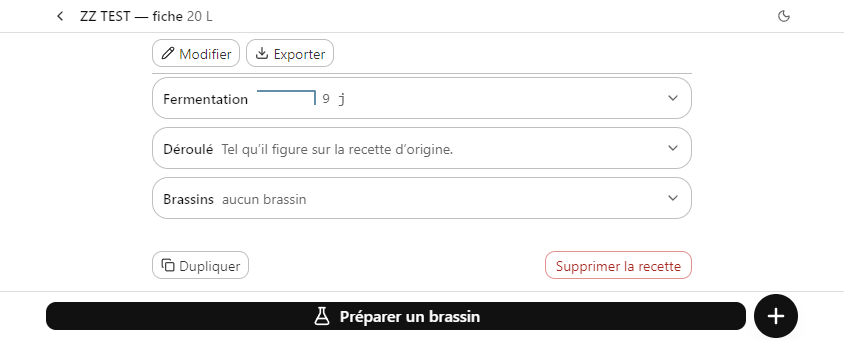 ZZ TEST — fiche 20 L
Modifier Exporter
Fermentation 9 j
Déroulé Tel qu'il figure sur la recette d'origine.
Brassins aucun brassin
Dupliquer Supprimer la recette
Préparer un brassin